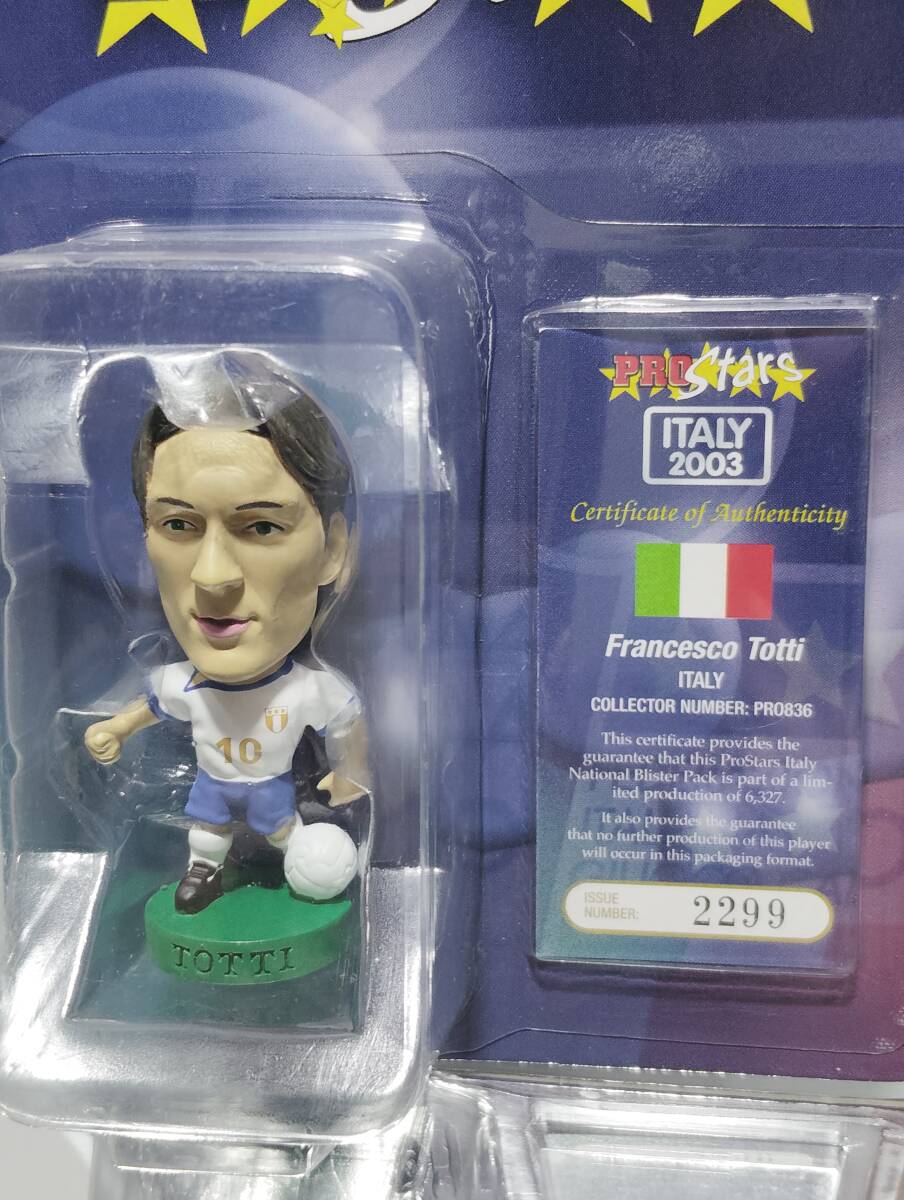 PROStars
ITALY
2003
Certificate of Authenticity
Francesco Totti
ITALY
COLLECTOR NUMBER: PRO836
This certificate provides the
guarantee that this ProStars Italy
National Blister Pack is part of a lim-
ited production of 6,327.
It also provides the guarantee
that no further production of this player
will occur in this packaging format.
ISSUE
NUMBER: 2299
10
TOTTI